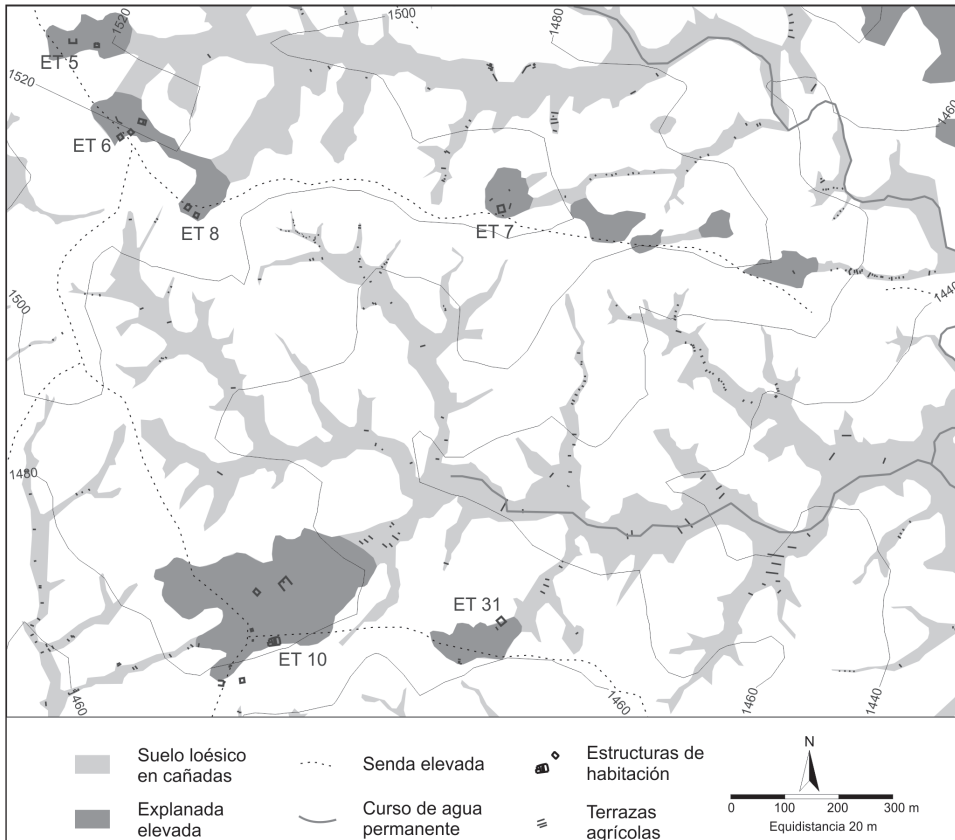 1500
1480
1520
ET 5
1520
1460
ET 6
ET 8
ET 7
1440
1500
1480
ET 31
ET 10
1460
1460
1460
1440
Suelo loésico
en cañadas
Senda elevada
Estructuras de
habitación
N
Explanada
elevada
Curso de agua
permanente
Terrazas
agrícolas
0 100 200 300 m
Equidistancia 20 m